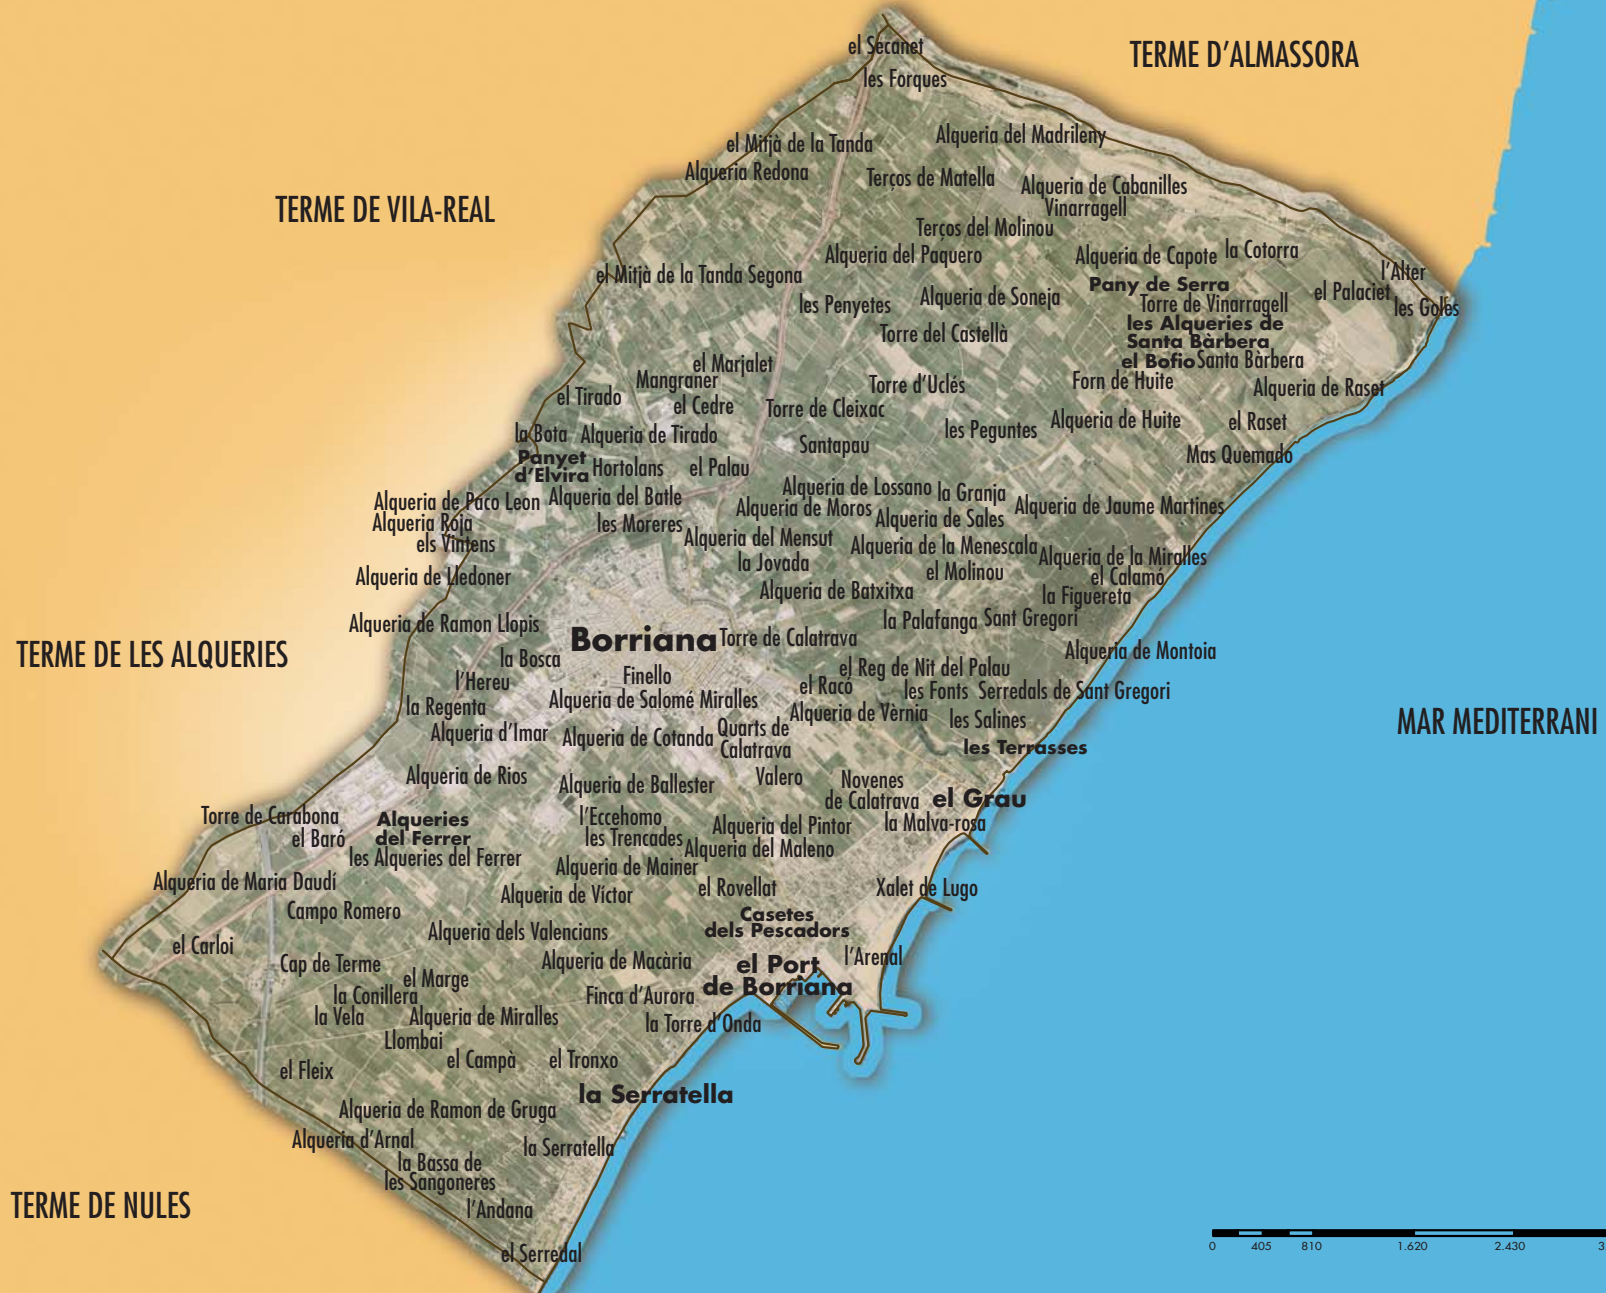 el Secanet
TERME D'ALMASSORA
les Forques
Alqueria del Madrileny
el Mitjà de la Tanda
Alqueria Redona
Terços de Matella
Alqueria de Cabanilles
TERME DE VILA-REAL
Vinarragell
Terços del Molinou
Alqueria del Paquero
Alqueria de Capote
la Cotorra
el Mitjà de la Tanda Segona
l'Alter
Pany de Serra
el Palaciet
les Penyetes
Alqueria de Soneja
Torre de Vinarragell
les Goles
les Alqueries de
Santa Bàrbera
Torre del Castellà
el Bofio
Santa Bàrbera
el Marjalet
Mangraner
Torre d'Uclés
Forn de Huite
Alqueria de Raset
el Tirado
el Cedre
Torre de Cleixac
la Bota
Alqueria de Tirado
Santapau
les Peguntes
Alqueria de Huite
el Raset
Panyet
d'Elvira
Hortolans
el Palau
Mas Quemado
Alqueria de Paco Leon
Alqueria del Batle
Alqueria de Lossano
la Granja
Alqueria de Jaume Martines
Alqueria de Moros
Alqueria Roja
les Moreres
Alqueria de Sales
els Vintens
Alqueria del Mensut
Alqueria de la Menescala
Alqueria de la Miralles
la Jovada
el Molinou
el Calamó
Alqueria de Lledoner
Alqueria de Batxitxa
la Figuereta
Alqueria de Ramon Llopis
la Palafanga
Sant Gregori
Borriana
Torre de Calatrava
TERME DE LES ALQUERIES
la Bosca
Alqueria de Montoia
el Reg de Nit del Palau
l'Hereu
Finello
el Racó
les Fonts
Serredals de Sant Gregori
la Regenta
Alqueria de Salomé Miralles
Alqueria de Vèrnia
les Salines
MAR MEDITERRANI
Alqueria d'Imar
Alqueria de Cotanda
Quarts de
Calatrava
les Terrasses
Alqueria de Rios
Alqueria de Ballester
Valero
Novenes
de Calatrava
el Grau
Torre de Carabona
Alqueries
del Ferrer
l'Eccehomo
Alqueria del Pintor
la Malva-rosa
el Baró
les Trencades
Alqueria del Maleno
les Alqueries del Ferrer
Alqueria de Mainer
Alqueria de Maria Daudí
Alqueria de Víctor
el Rovellat
Xalet de Lugo
Campo Romero
Casetes
dels Pescadors
el Carloi
Alqueria dels Valencians
l'Arenal
Cap de Terme
Alqueria de Macària
el Port
de Borriana
el Marge
la Conillera
Finca d'Aurora
la Vela
Alqueria de Miralles
la Torre d'Onda
Llombai
el Campà
el Tronxo
el Fleix
la Serratella
Alqueria de Ramon de Gruga
Alqueria d'Arnal
la Serratella
la Bassa de
les Sangoneres
TERME DE NULES
l'Andana
el Serredal
0 405 810 1.620 2.430